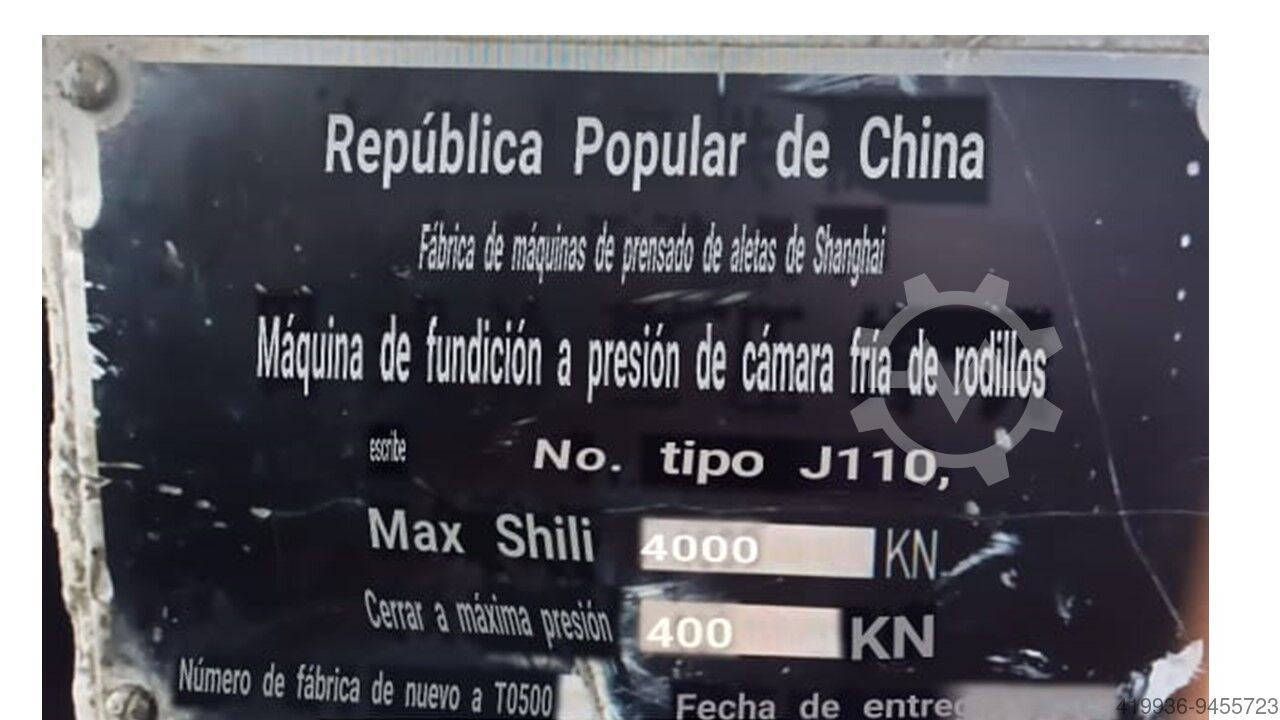 República Popular de China
Fábrica de máquinas de prensado de aletas de Shanghai
Máquina de fundición a presión de cámara fría de rodillos
escribe No. tipo J110,
Max Shili 4000 KN
Cerrar a máxima presión 400 KN
Número de fábrica de nuevo a T0500 Fecha de
419936-9455723